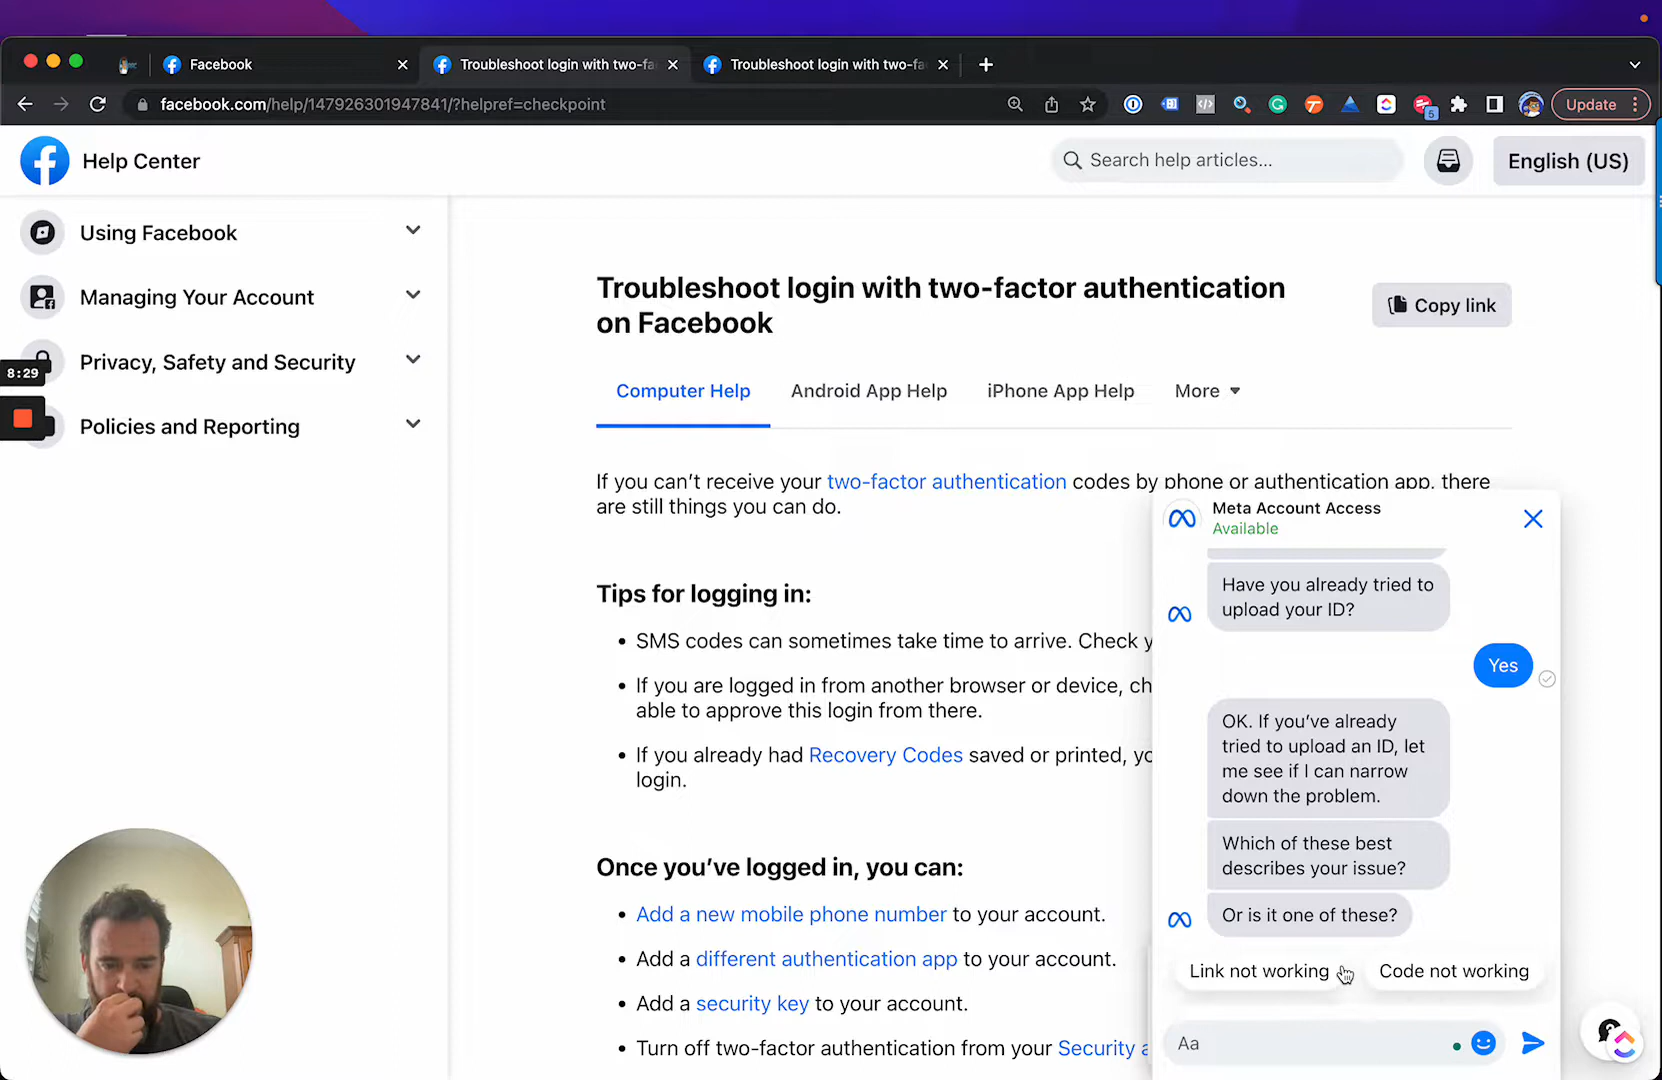 Facebook
Troubleshoot login with two-fa
Troubleshoot login with two-fa
facebook.com/help/147926301947841/?helpref=checkpoint
5
Update
Help Center
Search help articles...
English (US)
Using Facebook
Managing Your Account
Privacy, Safety and Security
Policies and Reporting
8:29
Troubleshoot login with two-factor authentication
on Facebook
Copy link
Computer Help
Android App Help
iPhone App Help
More
If you can't receive your two-factor authentication codes by phone or authentication app, there
are still things you can do.
Tips for logging in:
• SMS codes can sometimes take time to arrive. Check y
• If you are logged in from another browser or device, ch
able to approve this login from there.
• If you already had Recovery Codes saved or printed, yo
login.
Once you've logged in, you can:
• Add a new mobile phone number to your account.
• Add a different authentication app to your account.
• Add a security key to your account.
• Turn off two-factor authentication from your Security a
Meta Account Access
Available
Have you already tried to
upload your ID?
Yes
OK. If you've already
tried to upload an ID, let
me see if I can narrow
down the problem.
Which of these best
describes your issue?
Or is it one of these?
Link not working
Code not working
Aa